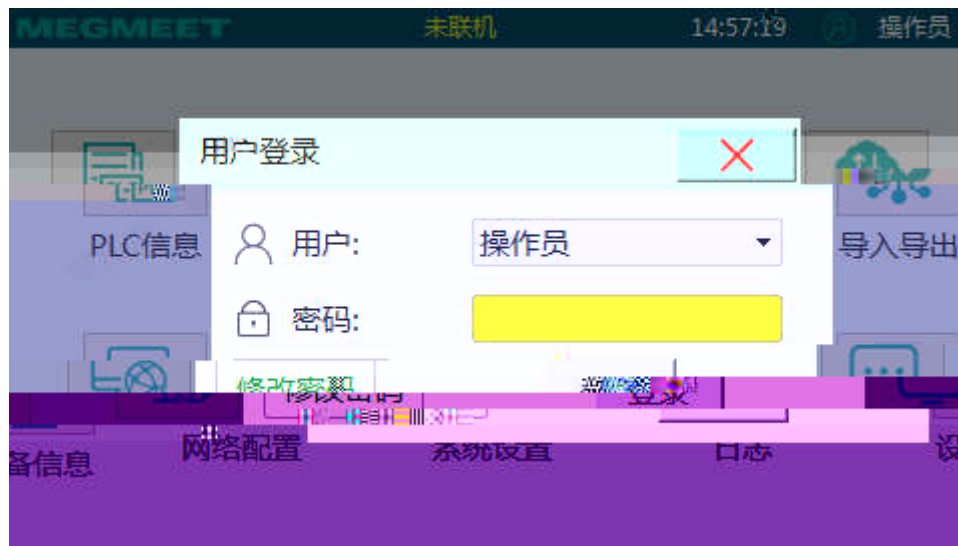 MEGMEET 未联机 14:57:19 操作员
用户登录
PLC信息 用户: 操作员 导入导出
密码:
修改密码 登录
备信息 网络配置 系统设置 日志 设